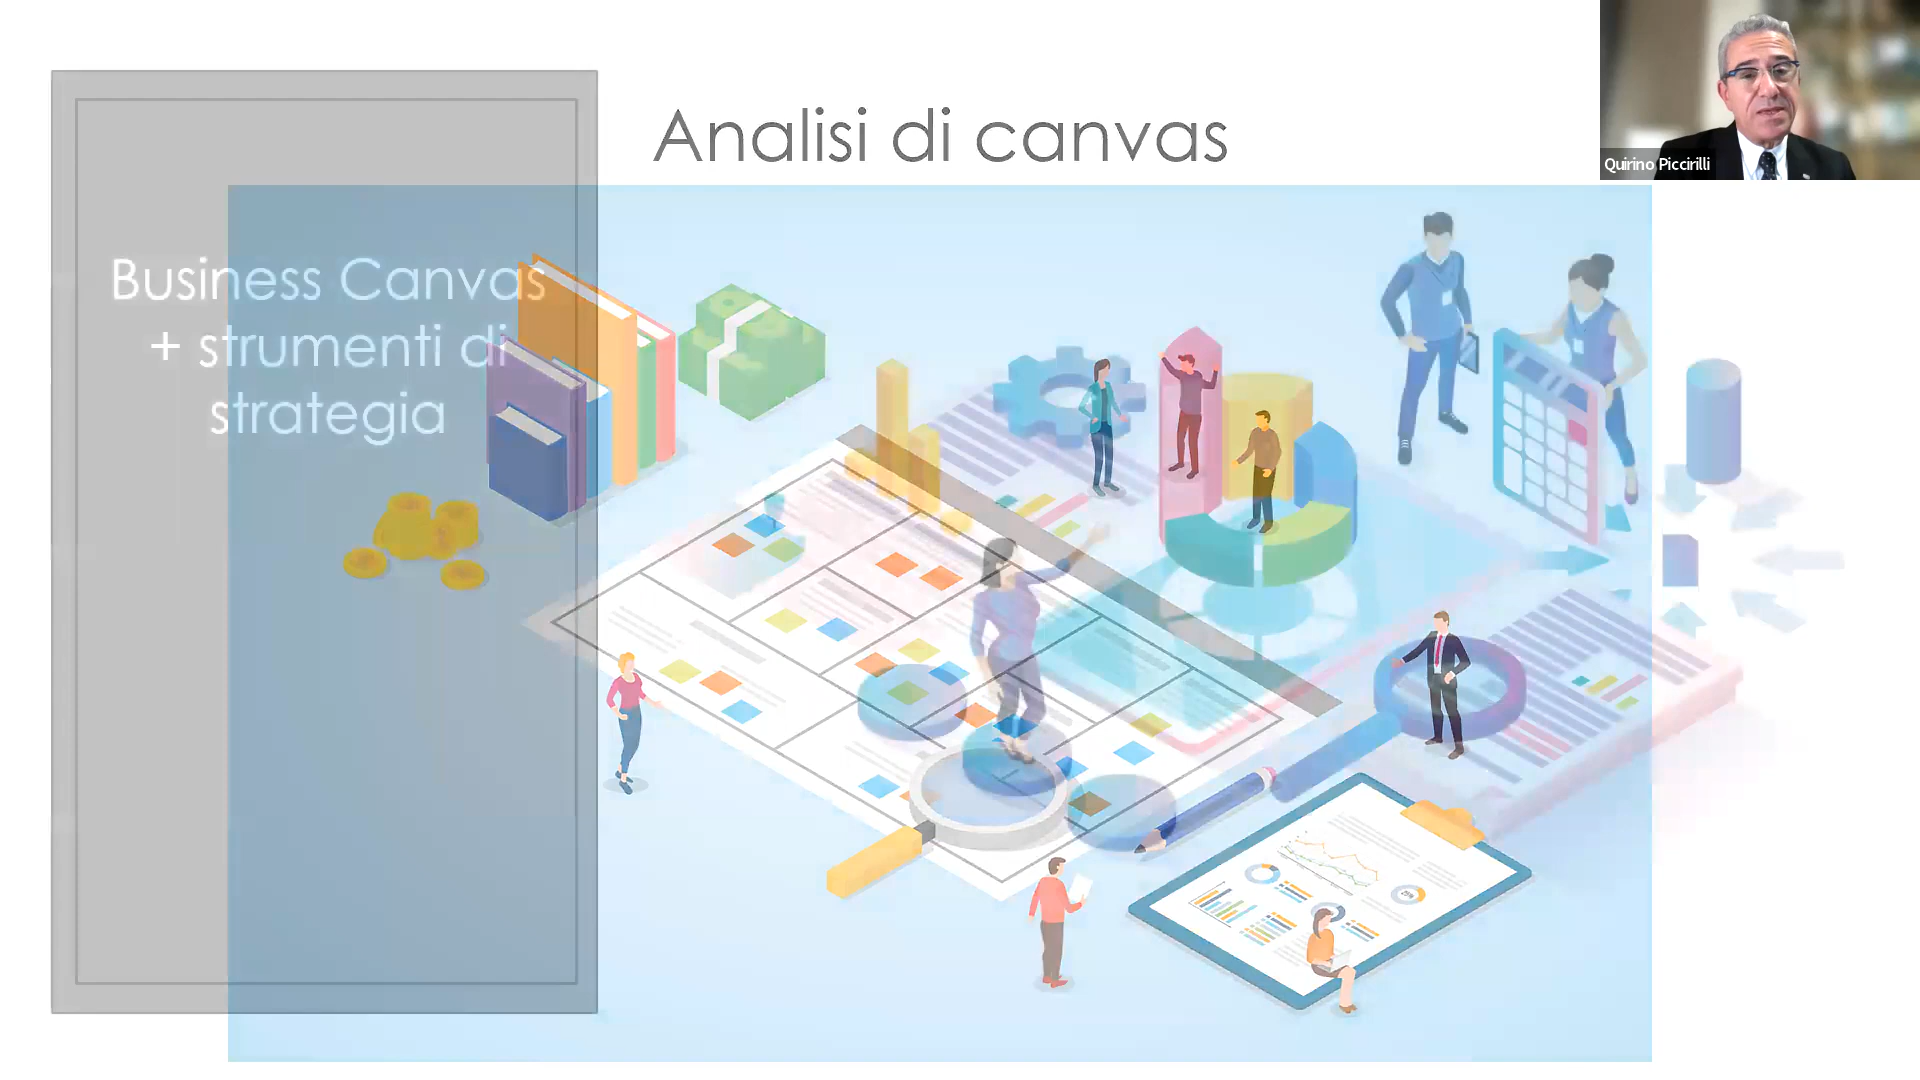 Analisi di canvas
Quirino Piccirilli
Business Canvas
+ strumenti di
strategia